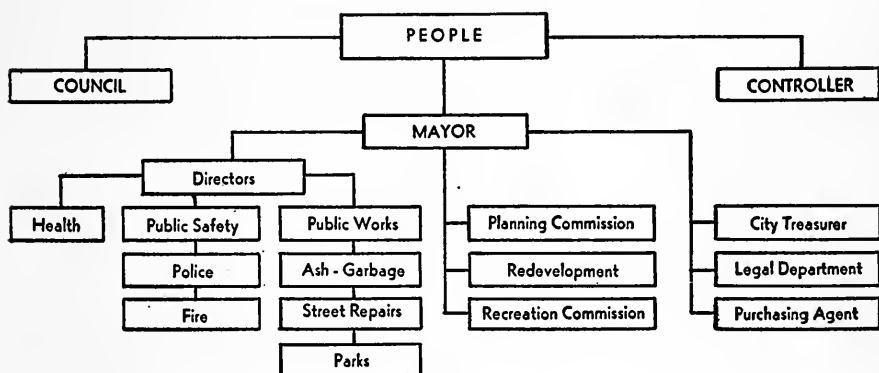 PEOPLE
COUNCIL
CONTROLLER
MAYOR
Directors
Health
Public Safety
Public Works
Planning Commission
City Treasurer
Police
Ash - Garbage
Redevelopment
Legal Department
Fire
Street Repairs
Recreation Commission
Purchasing Agent
Parks